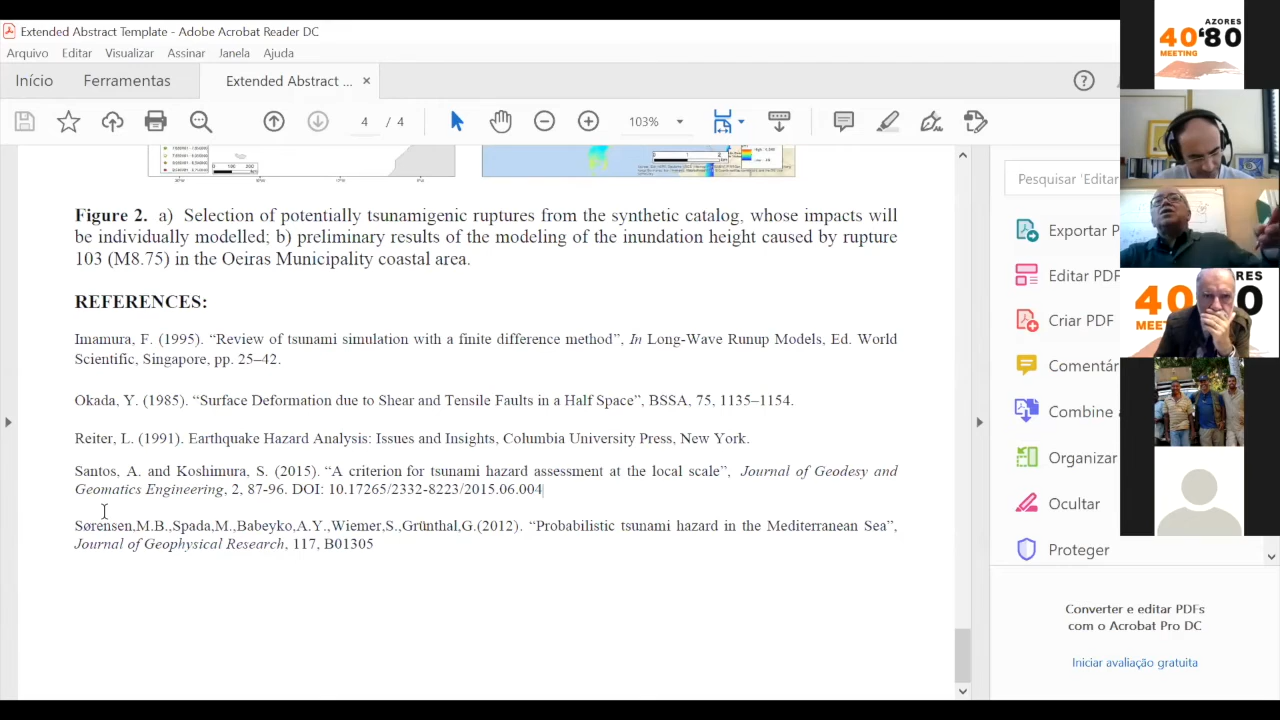 Extended Abstract Template - Adobe Acrobat Reader DC
Arquivo Editar Visualizar Assinar Janela Ajuda
Início Ferramentas Extended Abstract ... ×
4 / 4 103%
Figure 2. a) Selection of potentially tsunamigenic ruptures from the synthetic catalog, whose impacts will
be individually modelled; b) preliminary results of the modeling of the inundation height caused by rupture
103 (M8.75) in the Oeiras Municipality coastal area.
REFERENCES:
Imamura, F. (1995). “Review of tsunami simulation with a finite difference method”, In Long-Wave Runup Models, Ed. World
Scientific, Singapore, pp. 25–42.
Okada, Y. (1985). “Surface Deformation due to Shear and Tensile Faults in a Half Space”, BSSA, 75, 1135–1154.
Reiter, L. (1991). Earthquake Hazard Analysis: Issues and Insights, Columbia University Press, New York.
Santos, A. and Koshimura, S. (2015). “A criterion for tsunami hazard assessment at the local scale”, Journal of Geodesy and
Geomatics Engineering, 2, 87-96. DOI: 10.17265/2332-8223/2015.06.004
Sørensen,M.B.,Spada,M.,Babeyko,A.Y.,Wiemer,S.,Grünthal,G.(2012). “Probabilistic tsunami hazard in the Mediterranean Sea”,
Journal of Geophysical Research, 117, B01305
Pesquisar 'Editar
Exportar P
Editar PDF
Criar PDF
Comentár
Combine a
Organizar
Ocultar
Proteger
Converter e editar PDFs
com o Acrobat Pro DC
Iniciar avaliação gratuita
AZORES
40‘80
MEETING
RES
40 0
MEE